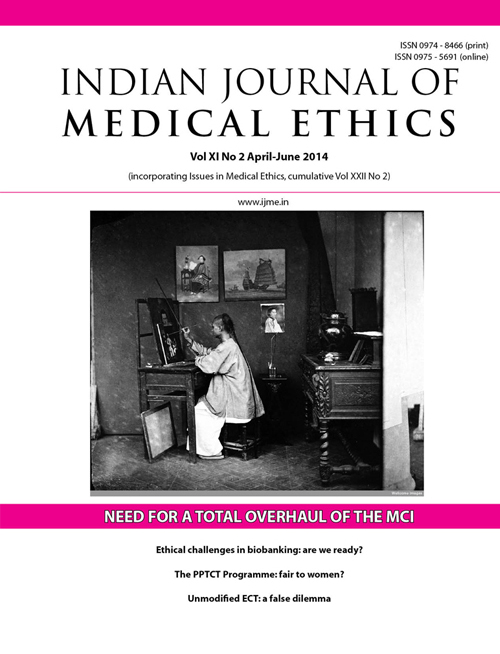 ISSN 0974 - 8466 (print)
ISSN 0975 - 5691 (online)
INDIAN JOURNAL OF
MEDICAL ETHICS
Vol XI No 2 April-June 2014
(incorporating Issues in Medical Ethics, cumulative Vol XXII No 2)
www.ijme.in
Wellcome Images
NEED FOR A TOTAL OVERHAUL OF THE MCI
Ethical challenges in biobanking: are we ready?
The PPTCT Programme: fair to women?
Unmodified ECT: a false dilemma